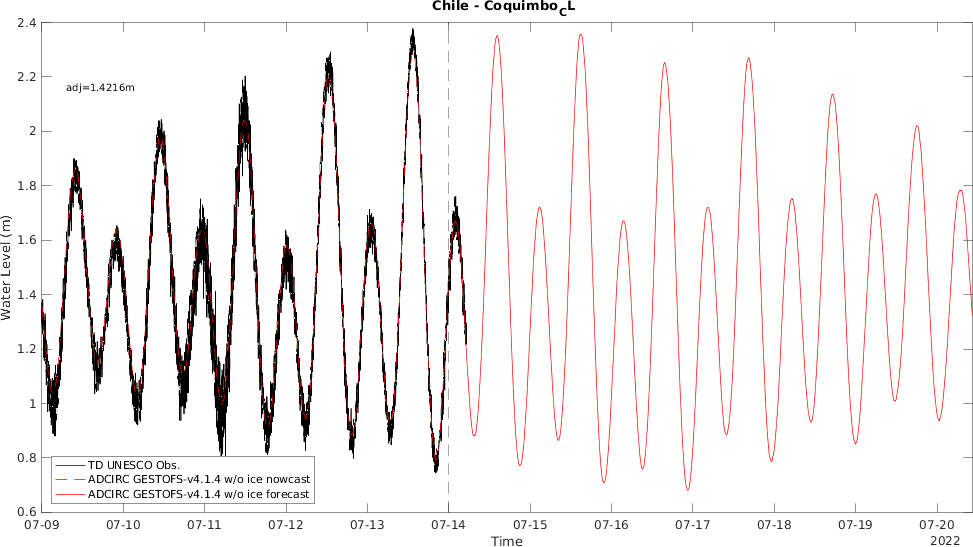 Chile - Coquimbo_CL
2.4
2.2
2
1.8
1.6
1.4
1.2
1
0.8
0.6
Water Level (m)
adj=1.4216m
TD UNESCO Obs.
ADCIRC GESTOFS-v4.1.4 w/o ice nowcast
ADCIRC GESTOFS-v4.1.4 w/o ice forecast
07-09 07-10 07-11 07-12 07-13 07-14 07-15 07-16 07-17 07-18 07-19 07-20
Time
2022